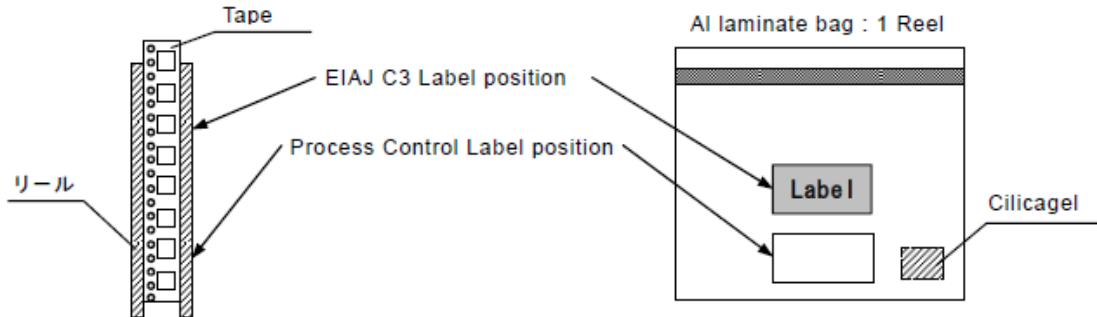 Tape
Al laminate bag : 1 Reel
EIAJ C3 Label position
Process Control Label position
リール
Label
Cilicagel